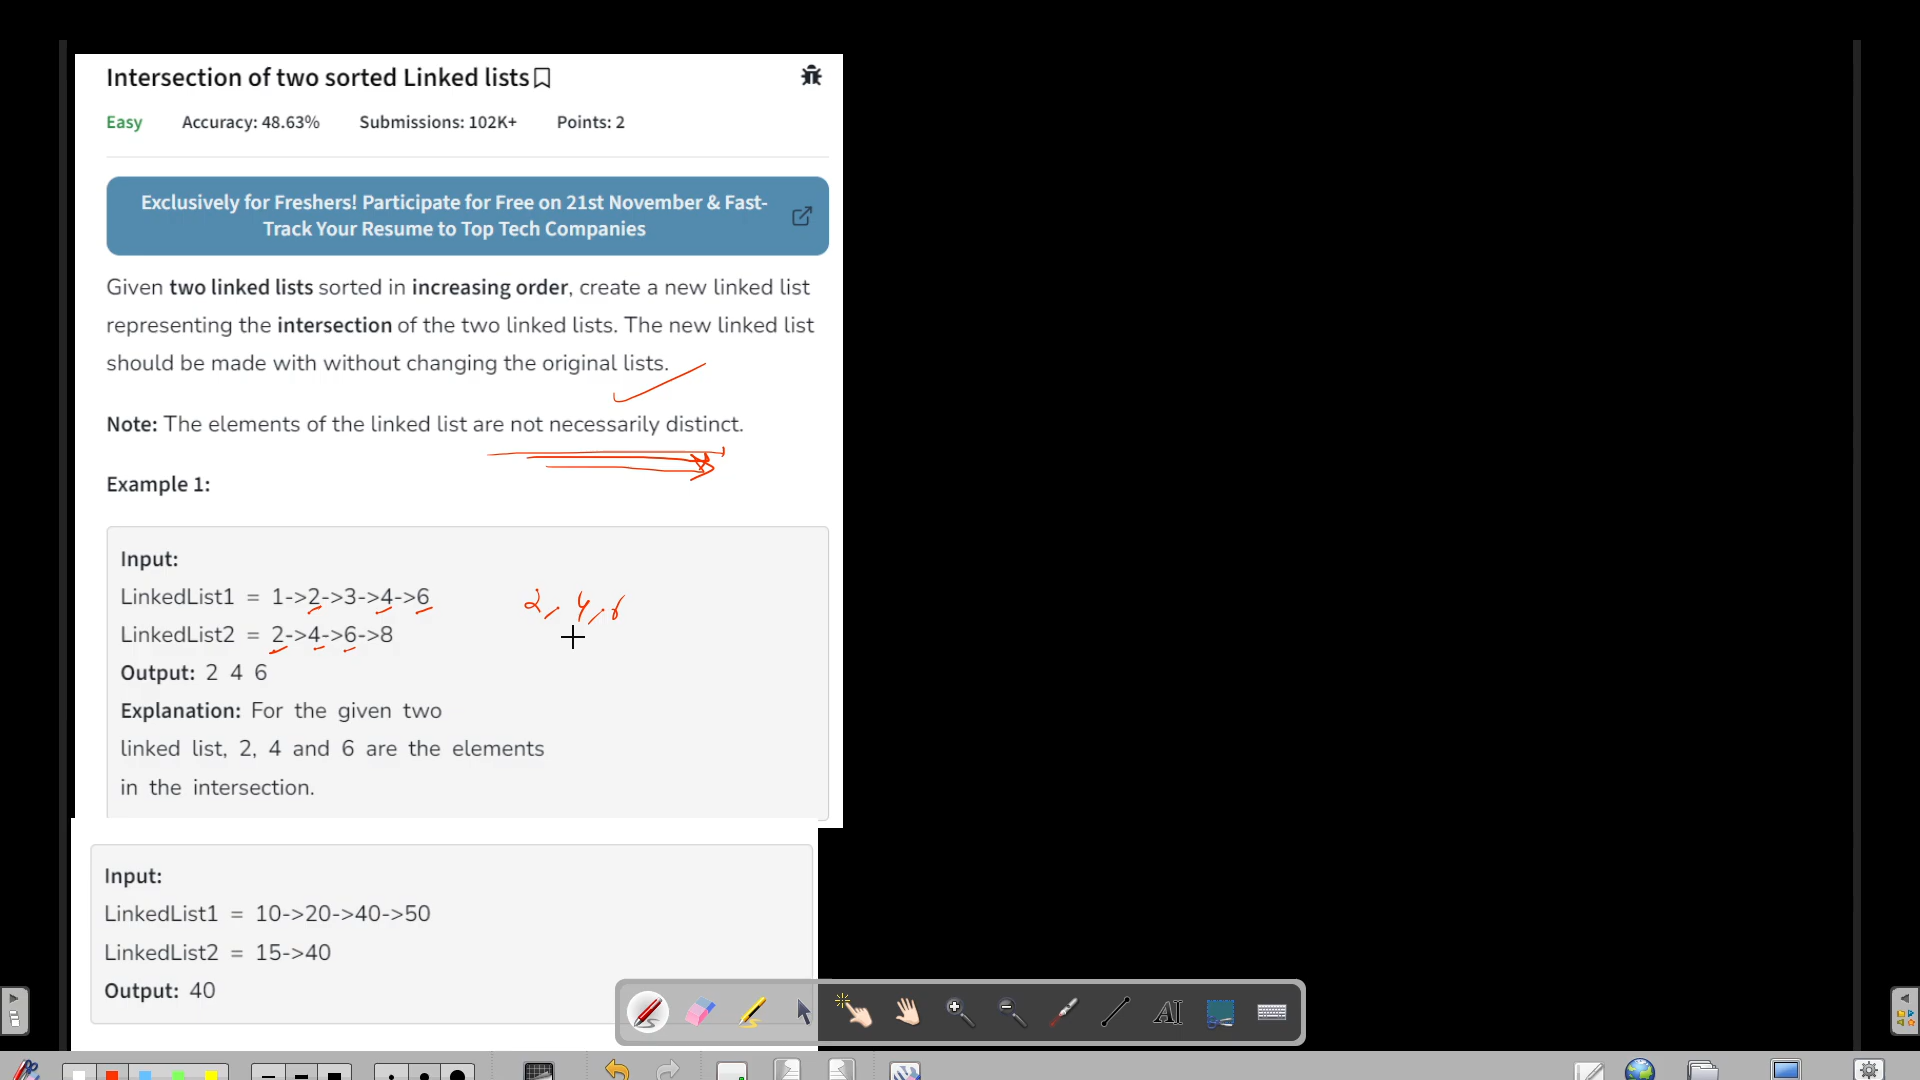 Intersection of two sorted Linked lists
Easy Accuracy: 48.63% Submissions: 102K+ Points: 2
Exclusively for Freshers! Participate for Free on 21st November & Fast-
Track Your Resume to Top Tech Companies
Given two linked lists sorted in increasing order, create a new linked list
representing the intersection of the two linked lists. The new linked list
should be made with without changing the original lists.
Note: The elements of the linked list are not necessarily distinct.
Example 1:
Input:
LinkedList1 = 1->2->3->4->6
2, 4, 6
LinkedList2 = 2->4->6->8
Output: 2 4 6
Explanation: For the given two
linked list, 2, 4 and 6 are the elements
in the intersection.
Input:
LinkedList1 = 10->20->40->50
LinkedList2 = 15->40
Output: 40
AI